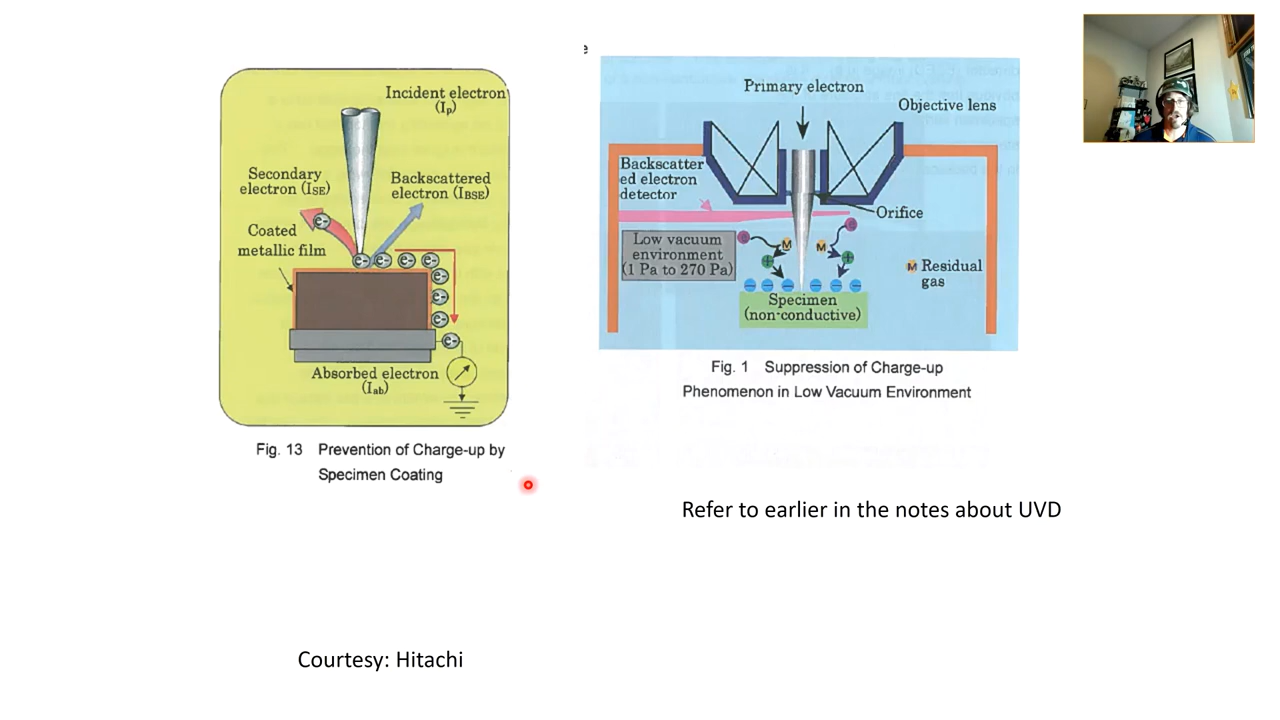 Incident electron
(Ip)
Secondary
electron (ISE)
Backscattered
electron (IBSE)
Coated
metallic film
e-
e-
e-
e-
e-
e-
e-
e-
e-
Absorbed electron
(Iab)
Fig. 13 Prevention of Charge-up by
Specimen Coating
e
Primary electron
Objective lens
Backscatter
ed electron
detector
Orifice
Low vacuum
environment
(1 Pa to 270 Pa)
e
e
M
M
+
+
M Residual
gas
Specimen
(non-conductive)
Fig. 1 Suppression of Charge-up
Phenomenon in Low Vacuum Environment
Refer to earlier in the notes about UVD
Courtesy: Hitachi